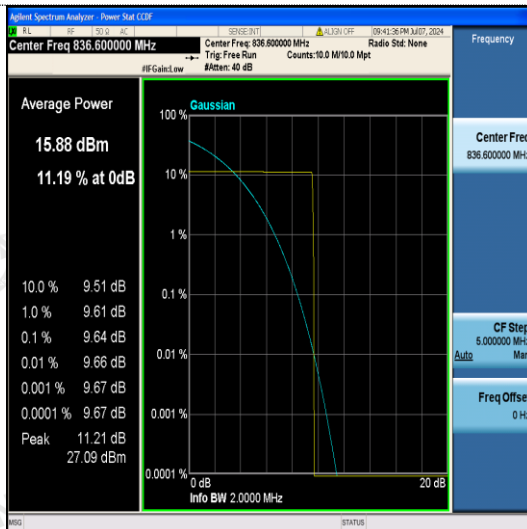 Agilent Spectrum Analyzer - Power Stat CCDF
RL RF 50 Ω AC SENSE:INT ALIGN OFF 09:41:36 PM Jul 07, 2024
Center Freq 836.600000 MHz
Center Freq: 836.600000 MHz Radio Std: None
Trig: Free Run Counts:10.0 M/10.0 Mpt
#IFGain:Low #Atten: 40 dB
Frequency
Average Power
15.88 dBm
11.19 % at 0dB
10.0 % 9.51 dB
1.0 % 9.61 dB
0.1 % 9.64 dB
0.01 % 9.66 dB
0.001 % 9.67 dB
0.0001 % 9.67 dB
Peak 11.21 dB
27.09 dBm
Gaussian
100 %
10 %
1 %
0.1 %
0.01 %
0.001 %
0.0001 %
0 dB 20 dB
Info BW 2.0000 MHz
Center Freq
836.600000 MH
CF Step
5.000000 MH
Auto Man
Freq Offse
0 H
MSG STATUS